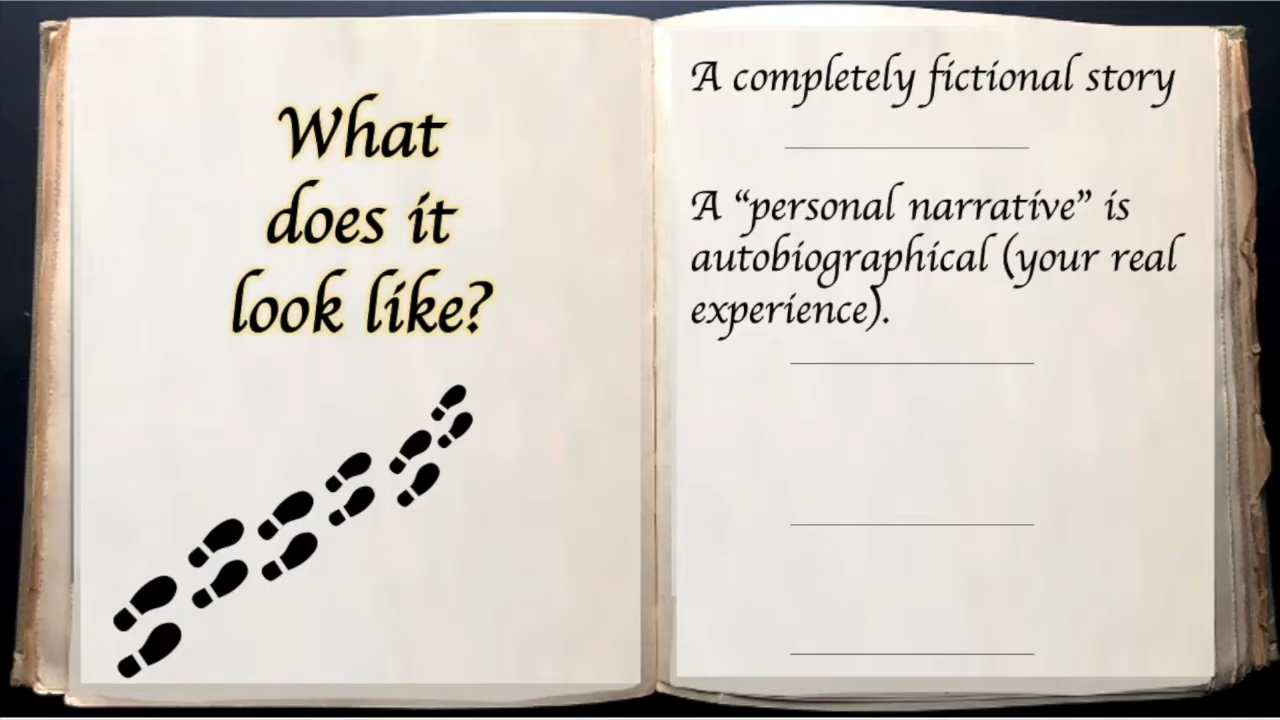 What
does it
look like?
A completely fictional story
A “personal narrative” is
autobiographical (your real
experience).